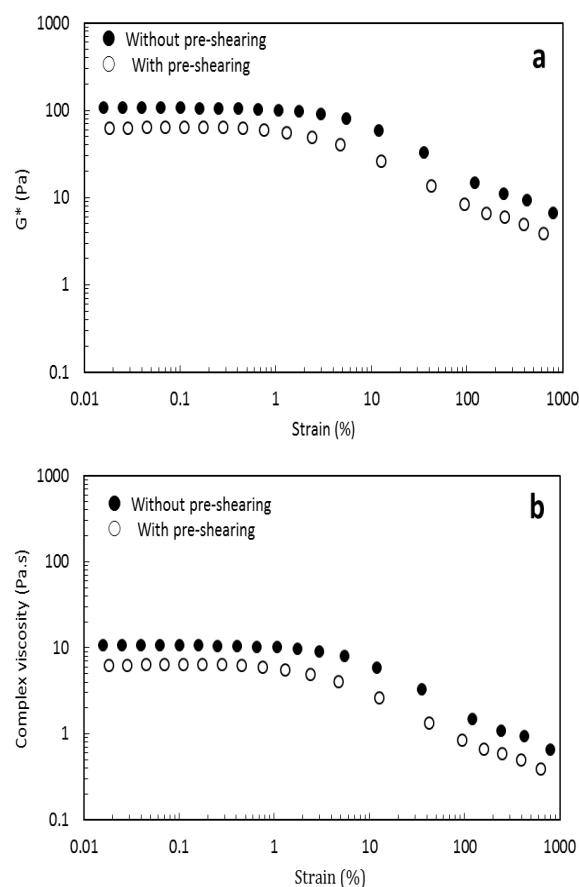 1000
Without pre-shearing
With pre-shearing
a
100
10
1
0.1
G* (Pa)
0.01
0.1
1
10
100
1000
Strain (%)
1000
Without pre-shearing
With pre-shearing
b
100
10
1
0.1
Complex viscosity (Pa.s)
0.01
0.1
1
10
100
1000
Strain (%)